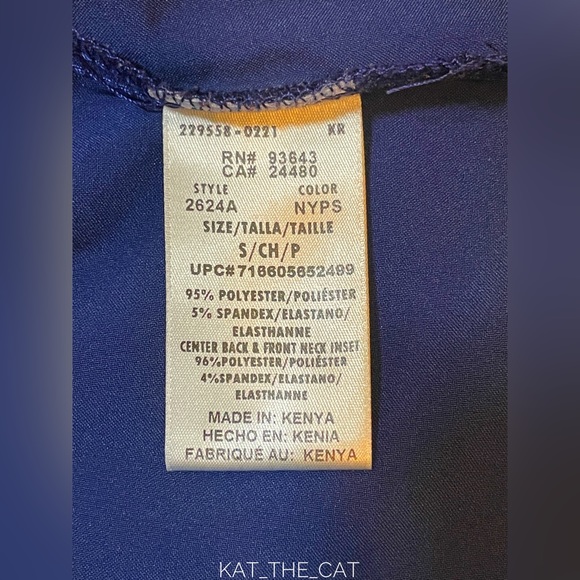 229558-0221 KR
RN# 93643
CA# 24480
STYLE COLOR
2624A NYPS
SIZE/TALLA/TAILLE
S/CH/P
UPC#716605652499
95% POLYESTER/POLIÉSTER
5% SPANDEX/ELASTANO/
ELASTHANNE
CENTER BACK & FRONT NECK INSET
96%POLYESTER/POLIÉSTER
4%SPANDEX/ELASTANO/
ELASTHANNE
MADE IN: KENYA
HECHO EN: KENIA
FABRIQUÉ AU: KENYA
KAT_THE_CAT